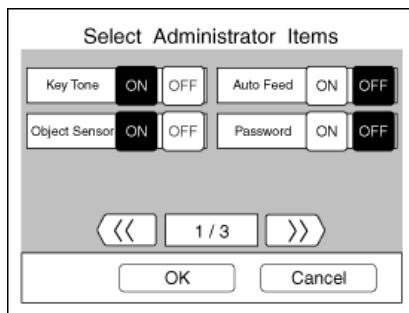 Select Administrator Items
Key Tone ON OFF Auto Feed ON OFF
Object Sensor ON OFF Password ON OFF
<< 1 / 3 >>
OK Cancel